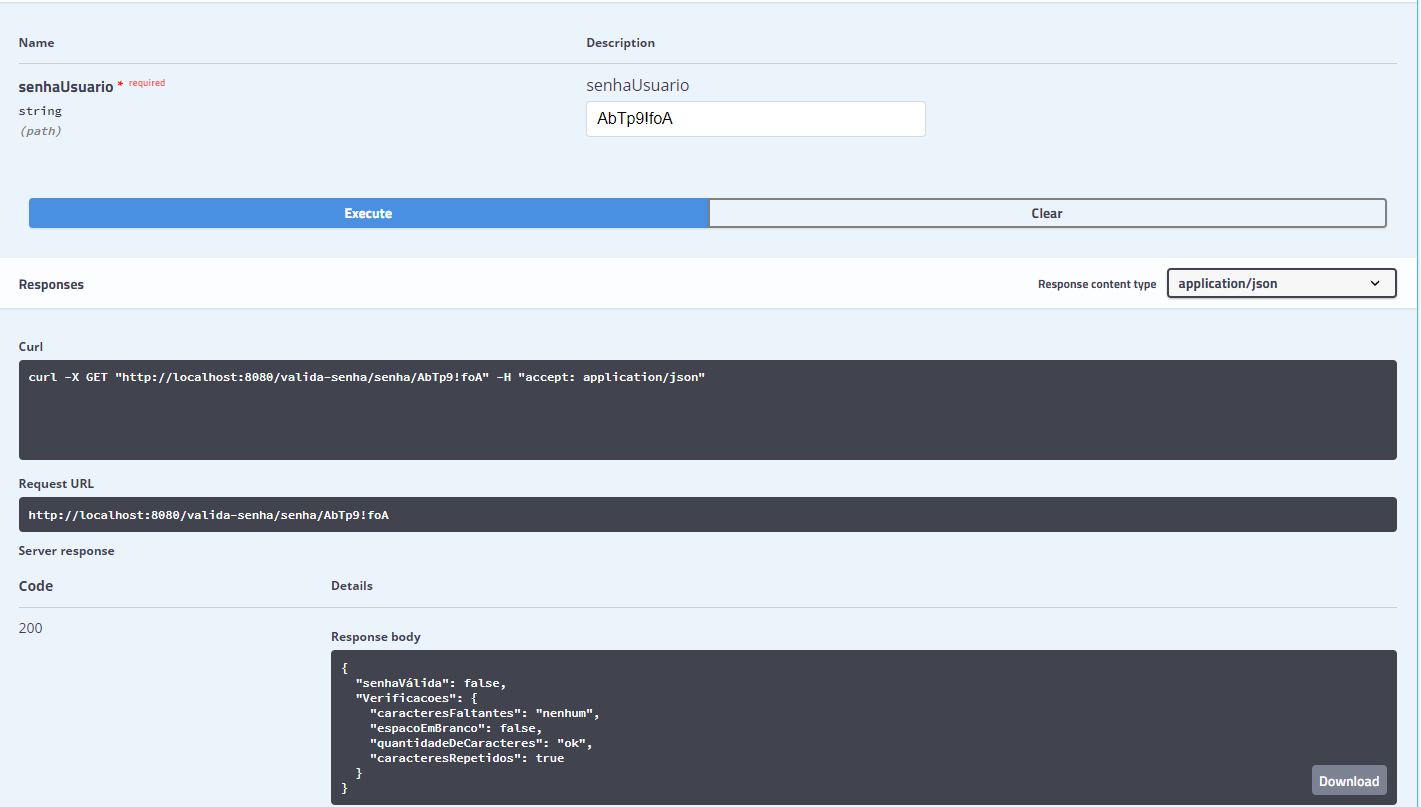 Name Description
senhaUsuario * required senhaUsuario
string AbTp9!foA
(path)
Execute Clear
Responses Response content type application/json
Curl
curl -X GET "http://localhost:8080/valida-senha/senha/AbTp9!foA" -H "accept: application/json"
Request URL
http://localhost:8080/valida-senha/senha/AbTp9!foA
Server response
Code Details
200
Response body
{
  "senhaVálida": false,
  "Verificacoes": {
    "caracteresFaltantes": "nenhum",
    "espacoEmBranco": false,
    "quantidadeDeCaracteres": "ok",
    "caracteresRepetidos": true
  }
}
Download